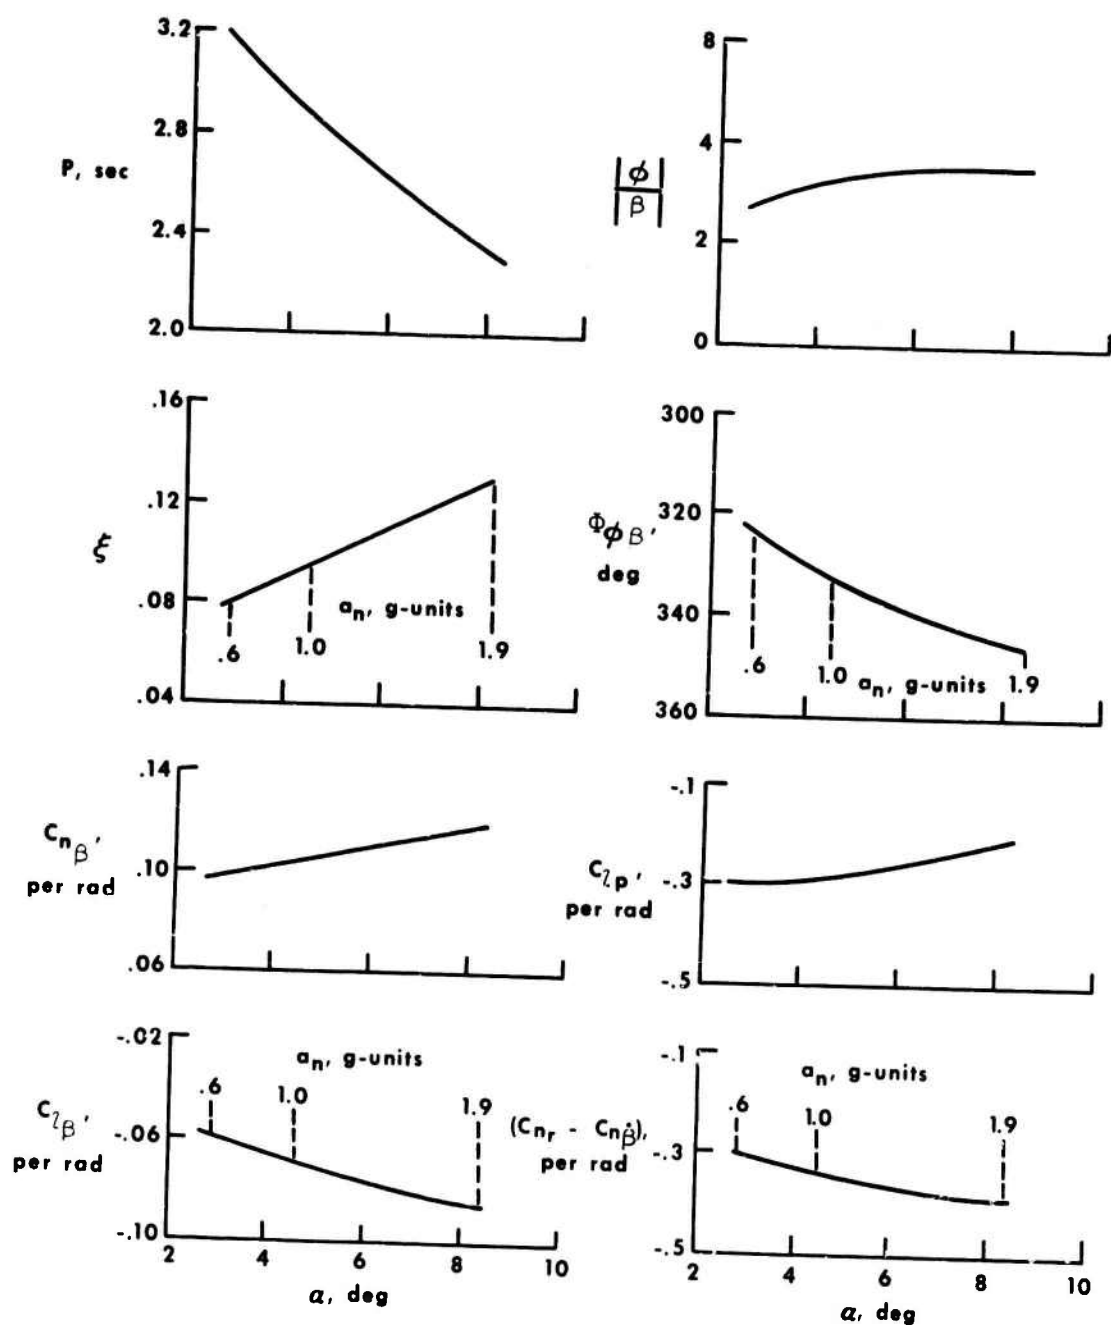 3.2
2.8
P, sec
2.4
2.0
8
4
|ϕ/β|
2
0
.16
.12
ξ
.08
.04
aₙ, g-units
.6
1.0
1.9
300
320
Φϕβ,
deg
340
360
.6
1.0
aₙ, g-units
1.9
.14
Cnβ,
per rad
.10
.06
-.1
Clp,
per rad
-.3
-.5
-.02
Clβ,
per rad
-.06
-.10
aₙ, g-units
.6
1.0
1.9
2
4
6
8
10
α, deg
-.1
(Cnr - Cnβ̇),
per rad
-.3
-.5
aₙ, g-units
.6
1.0
1.9
2
4
6
8
10
α, deg